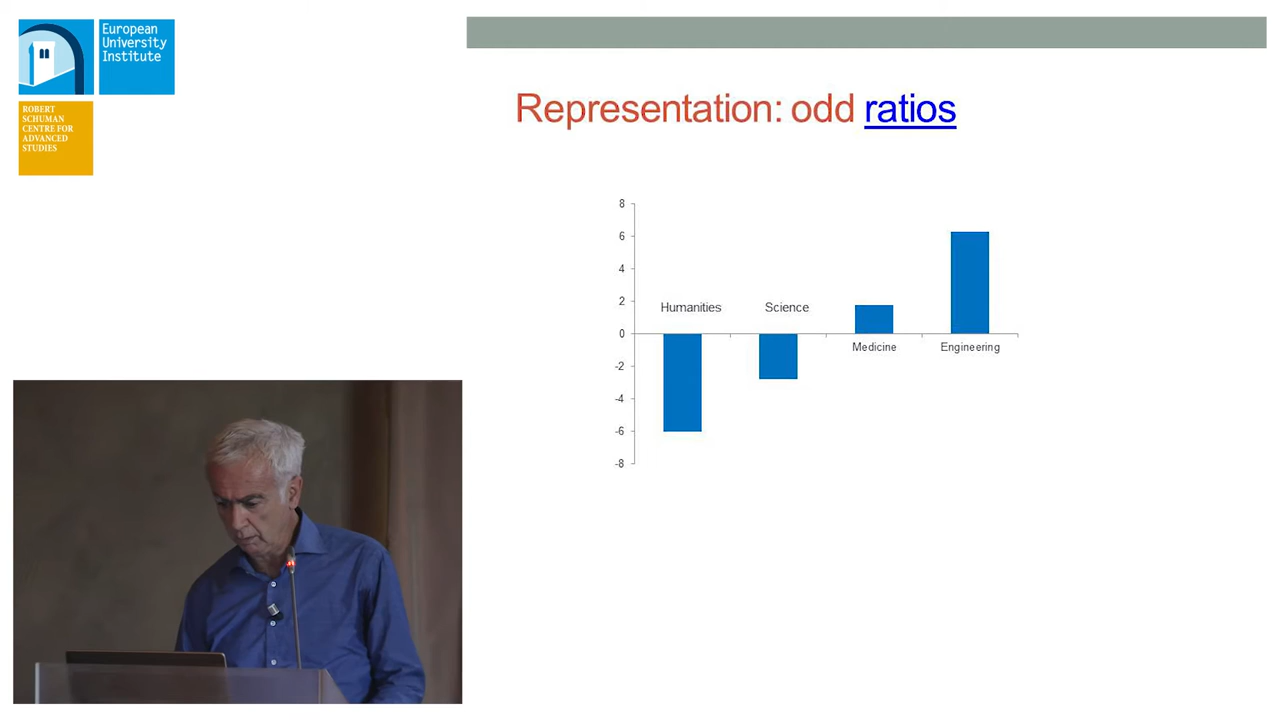 European
University
Institute
ROBERT
SCHUMAN
CENTRE FOR
ADVANCED
STUDIES
Representation: odd ratios
8
6
4
2
0
-2
-4
-6
-8
Humanities
Science
Medicine
Engineering